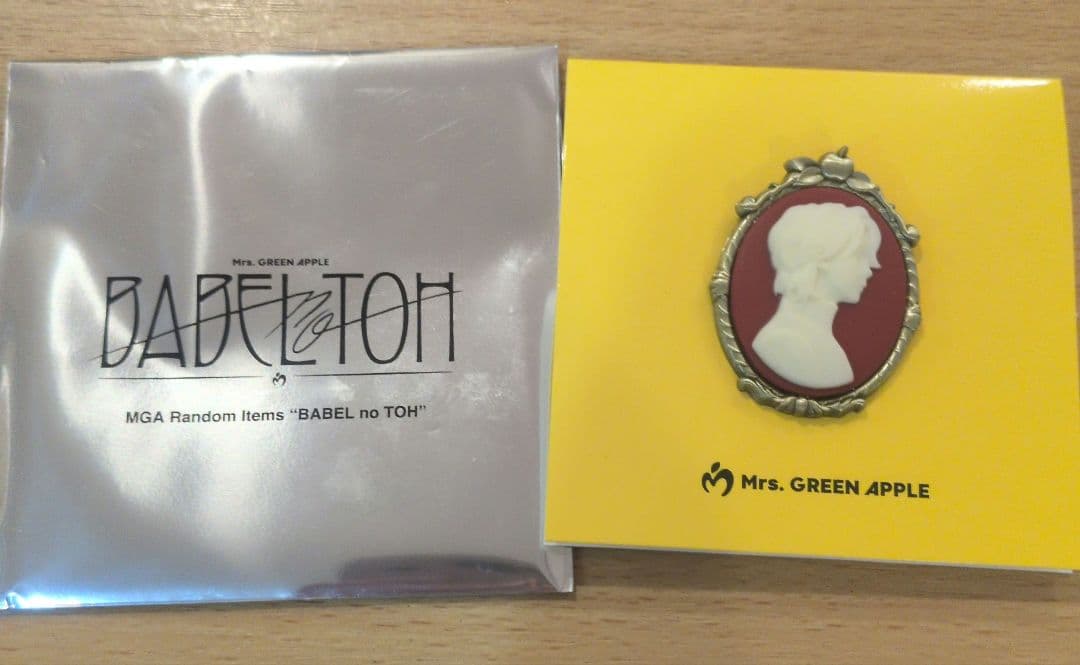 Mrs. GREEN APPLE
BABEL no TOH
MGA Random Items “BABEL no TOH”
Mrs. GREEN APPLE